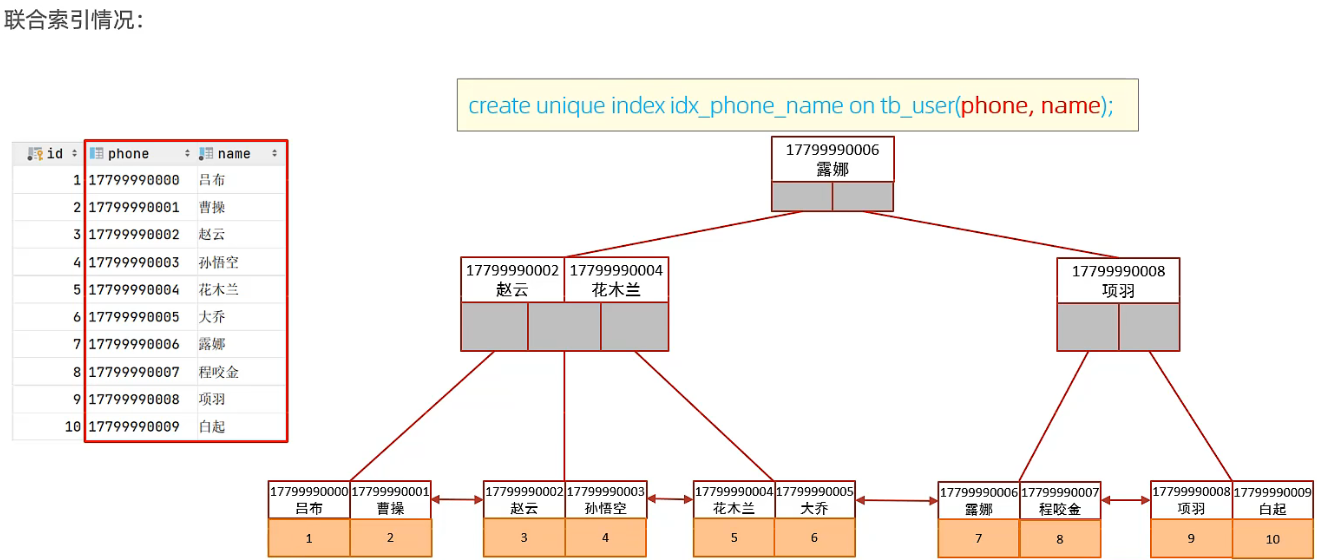 联合索引情况：
create unique index idx_phone_name on tb_user(phone, name);
id phone name
1 17799990000 吕布
2 17799990001 曹操
3 17799990002 赵云
4 17799990003 孙悟空
5 17799990004 花木兰
6 17799990005 大乔
7 17799990006 露娜
8 17799990007 程咬金
9 17799990008 项羽
10 17799990009 白起
17799990006
露娜
17799990002 17799990004
赵云 花木兰
17799990008
项羽
17799990000 17799990001
吕布 曹操
1 2
17799990002 17799990003
赵云 孙悟空
3 4
17799990004 17799990005
花木兰 大乔
5 6
17799990006 17799990007
露娜 程咬金
7 8
17799990008 17799990009
项羽 白起
9 10